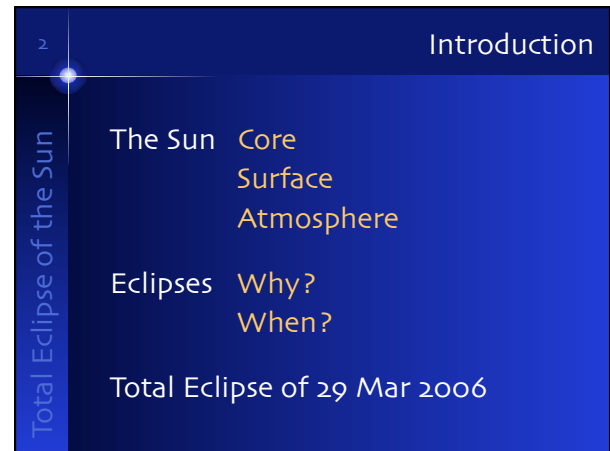 2
Introduction
Total Eclipse of the Sun
The Sun Core
Surface
Atmosphere
Eclipses Why?
When?
Total Eclipse of 29 Mar 2006